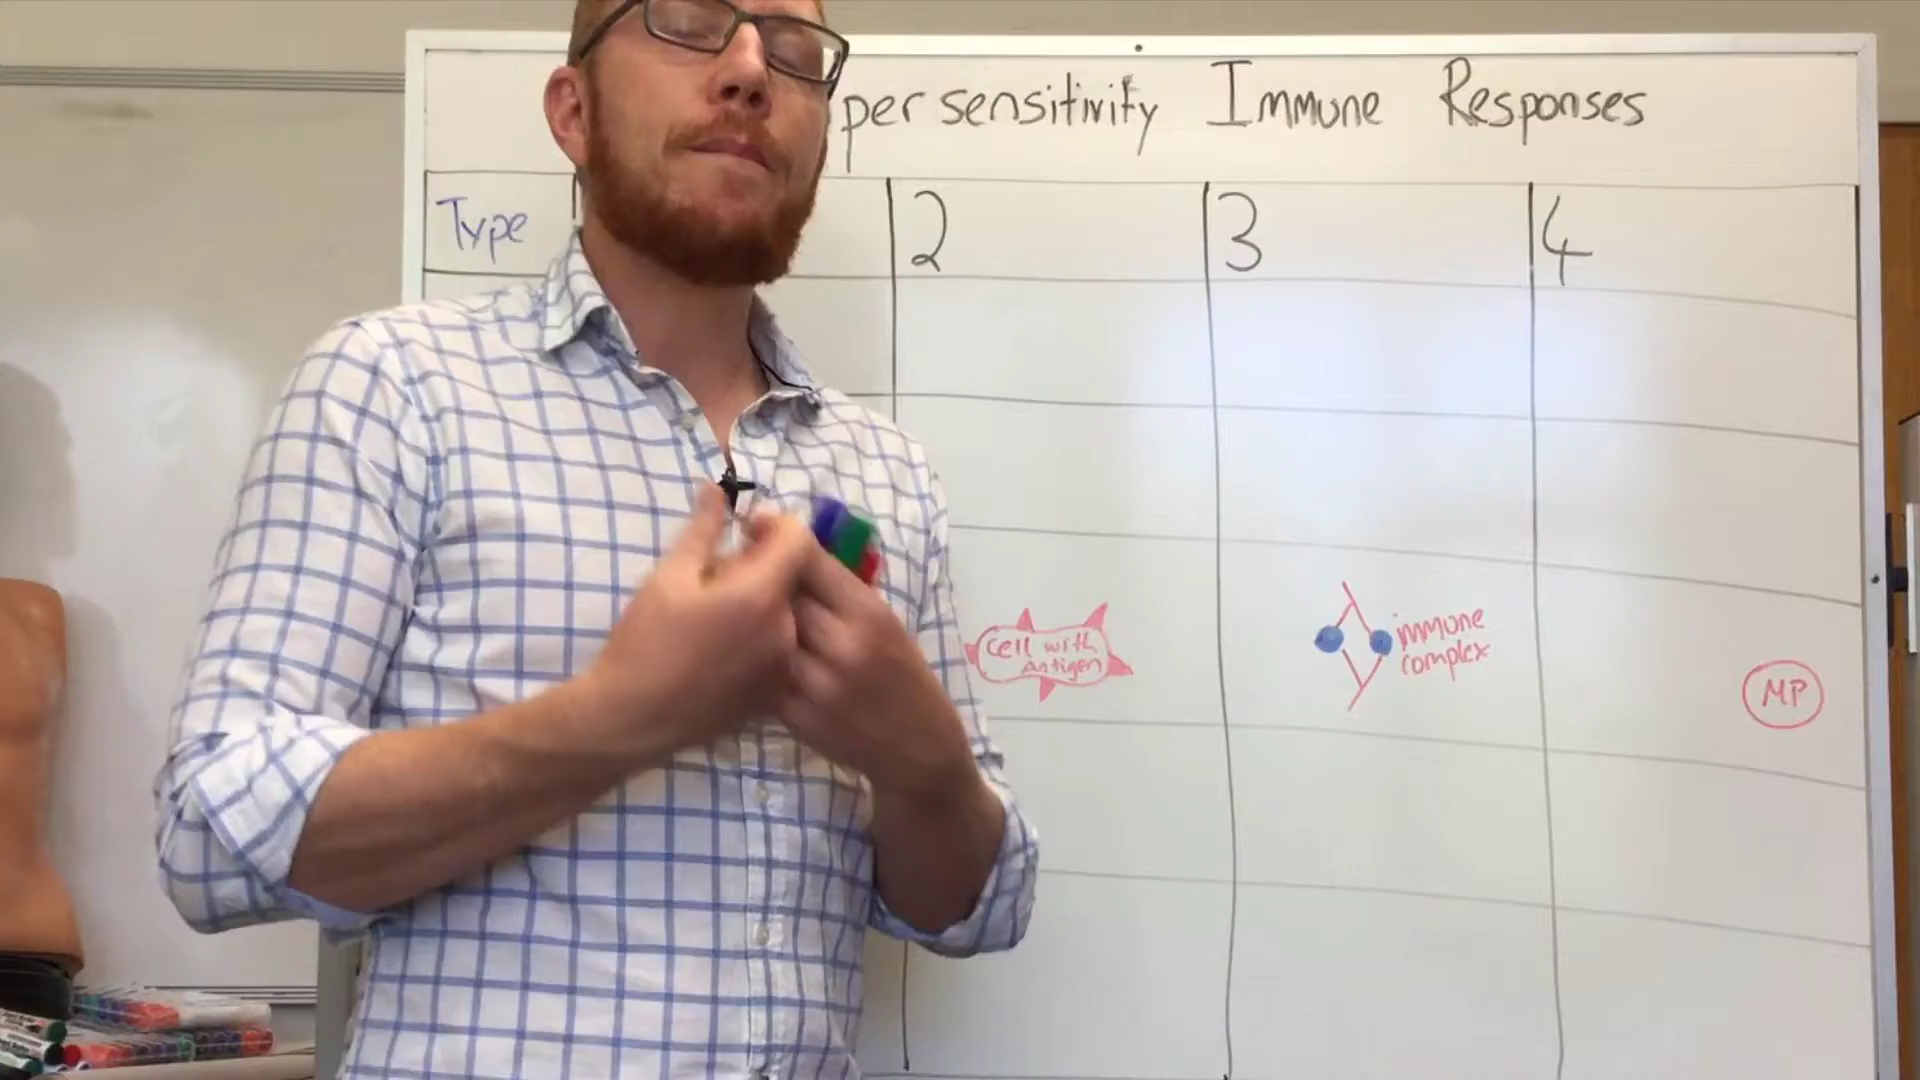 persensitivity Immune Responses
Type 2 3 4
cell with
Antigen
immune
complex
MP